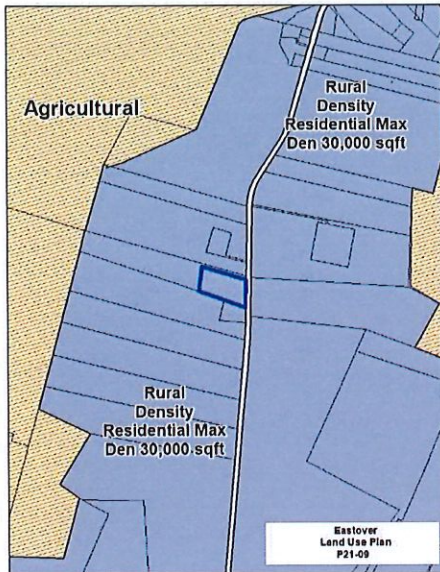 Agricultural
Rural
Density
Residential Max
Den 30,000 sqft
Rural
Density
Residential Max
Den 30,000 sqft
Eastover
Land Use Plan
P21-09